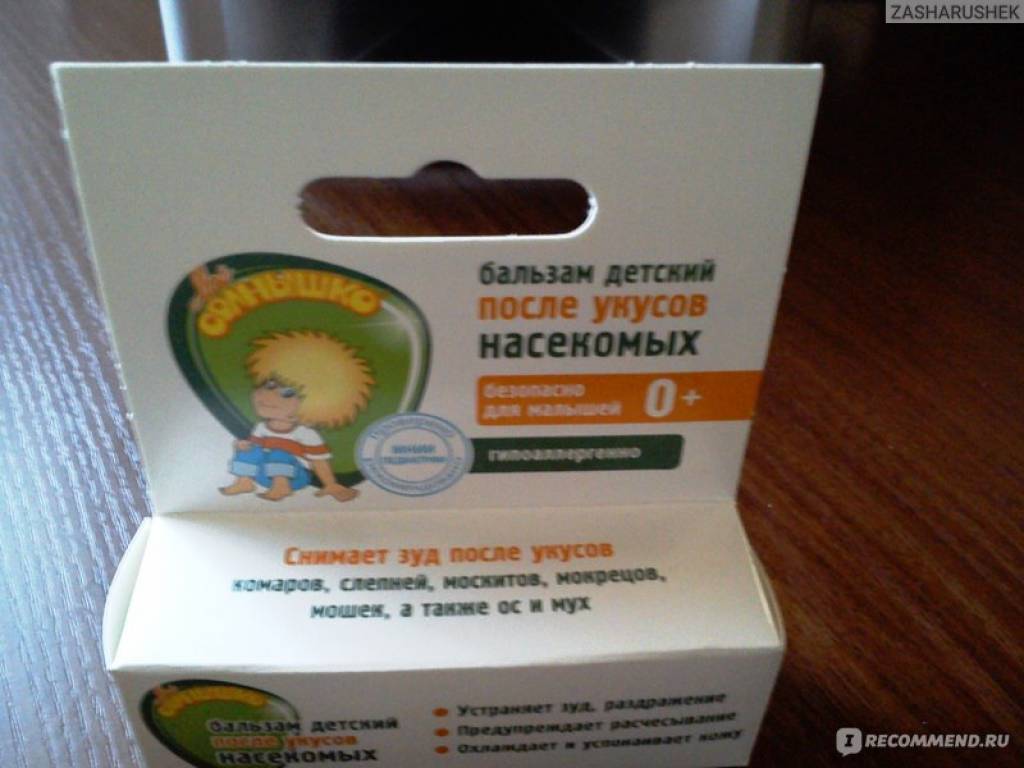 ZASHARUSHEK
Моё
СОЛНЫШКО
бальзам детский
после укусов
насекомых
безопасно
для малышей 0+
гипоаллергенно
Снимает зуд после укусов
комаров, слепней, москитов, мокрецов,
мошек, а также ос и мух
бальзам детский
после укусов
насекомых
Устраняет зуд, раздражение
Предупреждает расчесывание
Охлаждает и успокаивает кожу
IRECOMMEND.RU